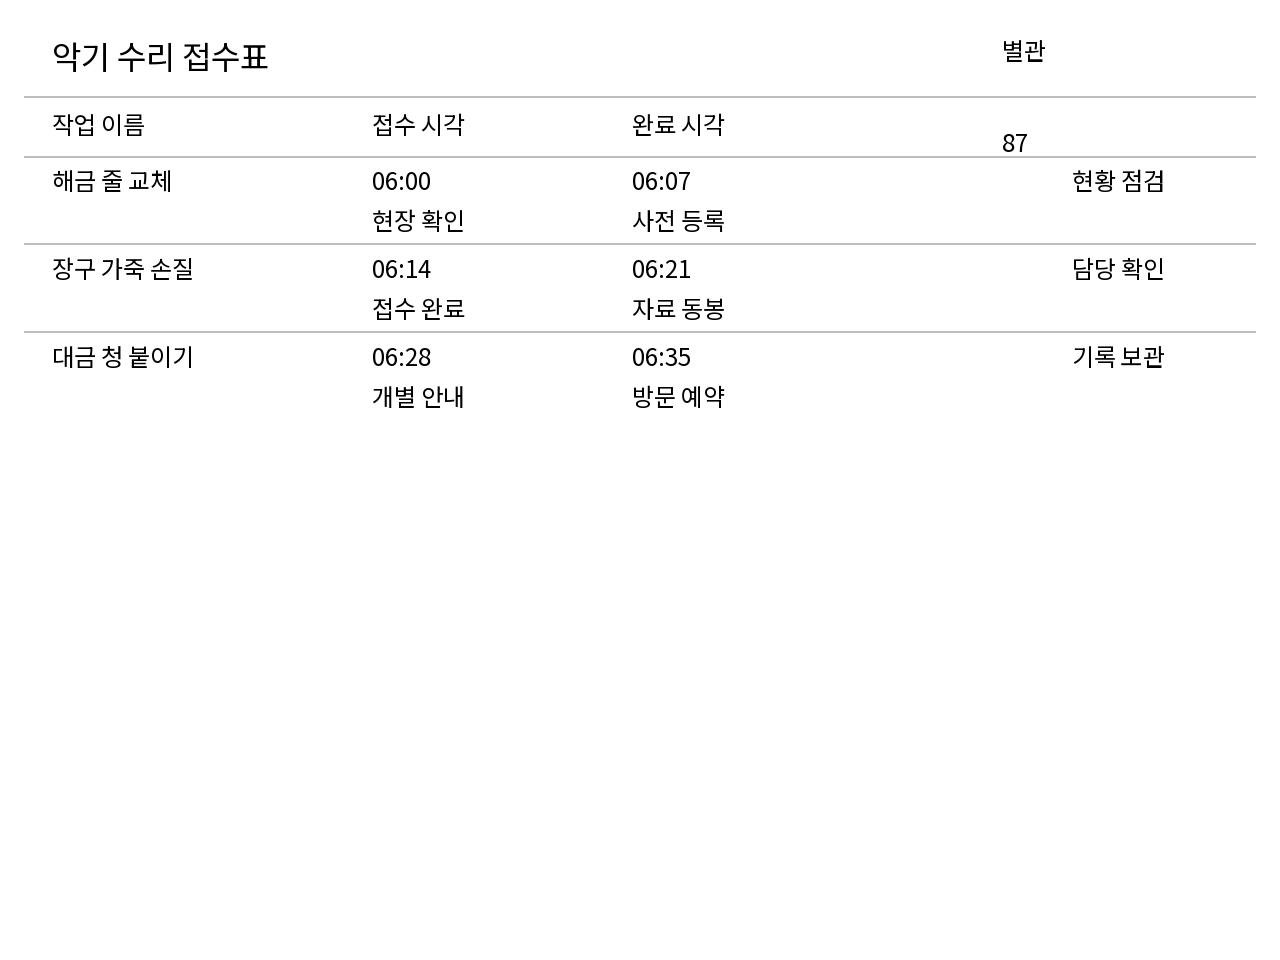 악기 수리 접수표
별관
작업 이름 접수 시각 완료 시각
87
해금 줄 교체 06:00 06:07 현황 점검
현장 확인 사전 등록
장구 가죽 손질 06:14 06:21 담당 확인
접수 완료 자료 동봉
대금 청 붙이기 06:28 06:35 기록 보관
개별 안내 방문 예약